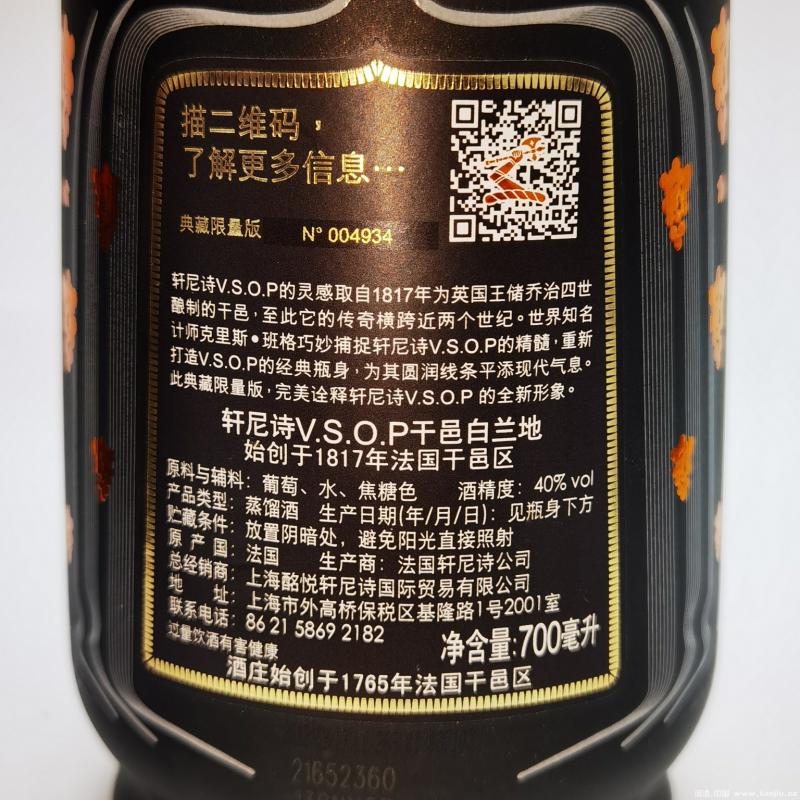 描二维码，
了解更多信息…
典藏限量版 N° 004934
轩尼诗V.S.O.P的灵感取自1817年为英国王储乔治四世
酿制的干邑，至此它的传奇横跨近两个世纪。世界知名
计师克里斯•班格巧妙捕捉轩尼诗V.S.O.P的精髓，重新
打造V.S.O.P的经典瓶身，为其圆润线条平添现代气息。
此典藏限量版，完美诠释轩尼诗V.S.O.P 的全新形象。
轩尼诗V.S.O.P干邑白兰地
始创于1817年法国干邑区
原料与辅料：葡萄、水、焦糖色 酒精度：40% vol
产品类型：蒸馏酒 生产日期(年/月/日)：见瓶身下方
贮藏条件：放置阴暗处，避免阳光直接照射
原产国：法国 生产商：法国轩尼诗公司
总经销商：上海酩悦轩尼诗国际贸易有限公司
地址：上海市外高桥保税区基隆路1号2001室
联系电话：86 21 5869 2182
净含量:700毫升
过量饮酒有害健康
酒庄始创于1765年法国干邑区
21652360